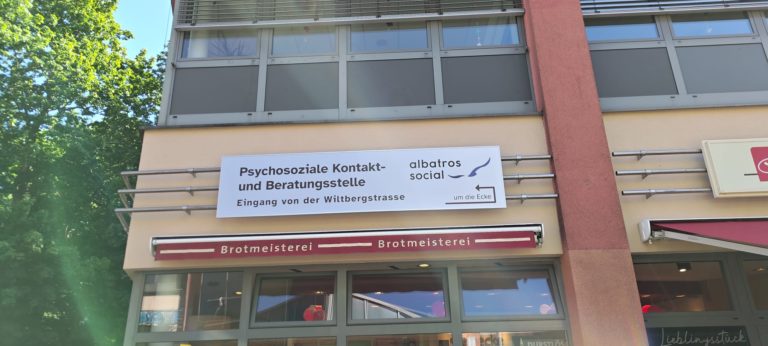 Psychosoziale Kontakt-
und Beratungsstelle
Eingang von der Wiltbergstrasse
albatros
social
um die Ecke
Brotmeisterei Brotmeisterei
Lieblingsstück